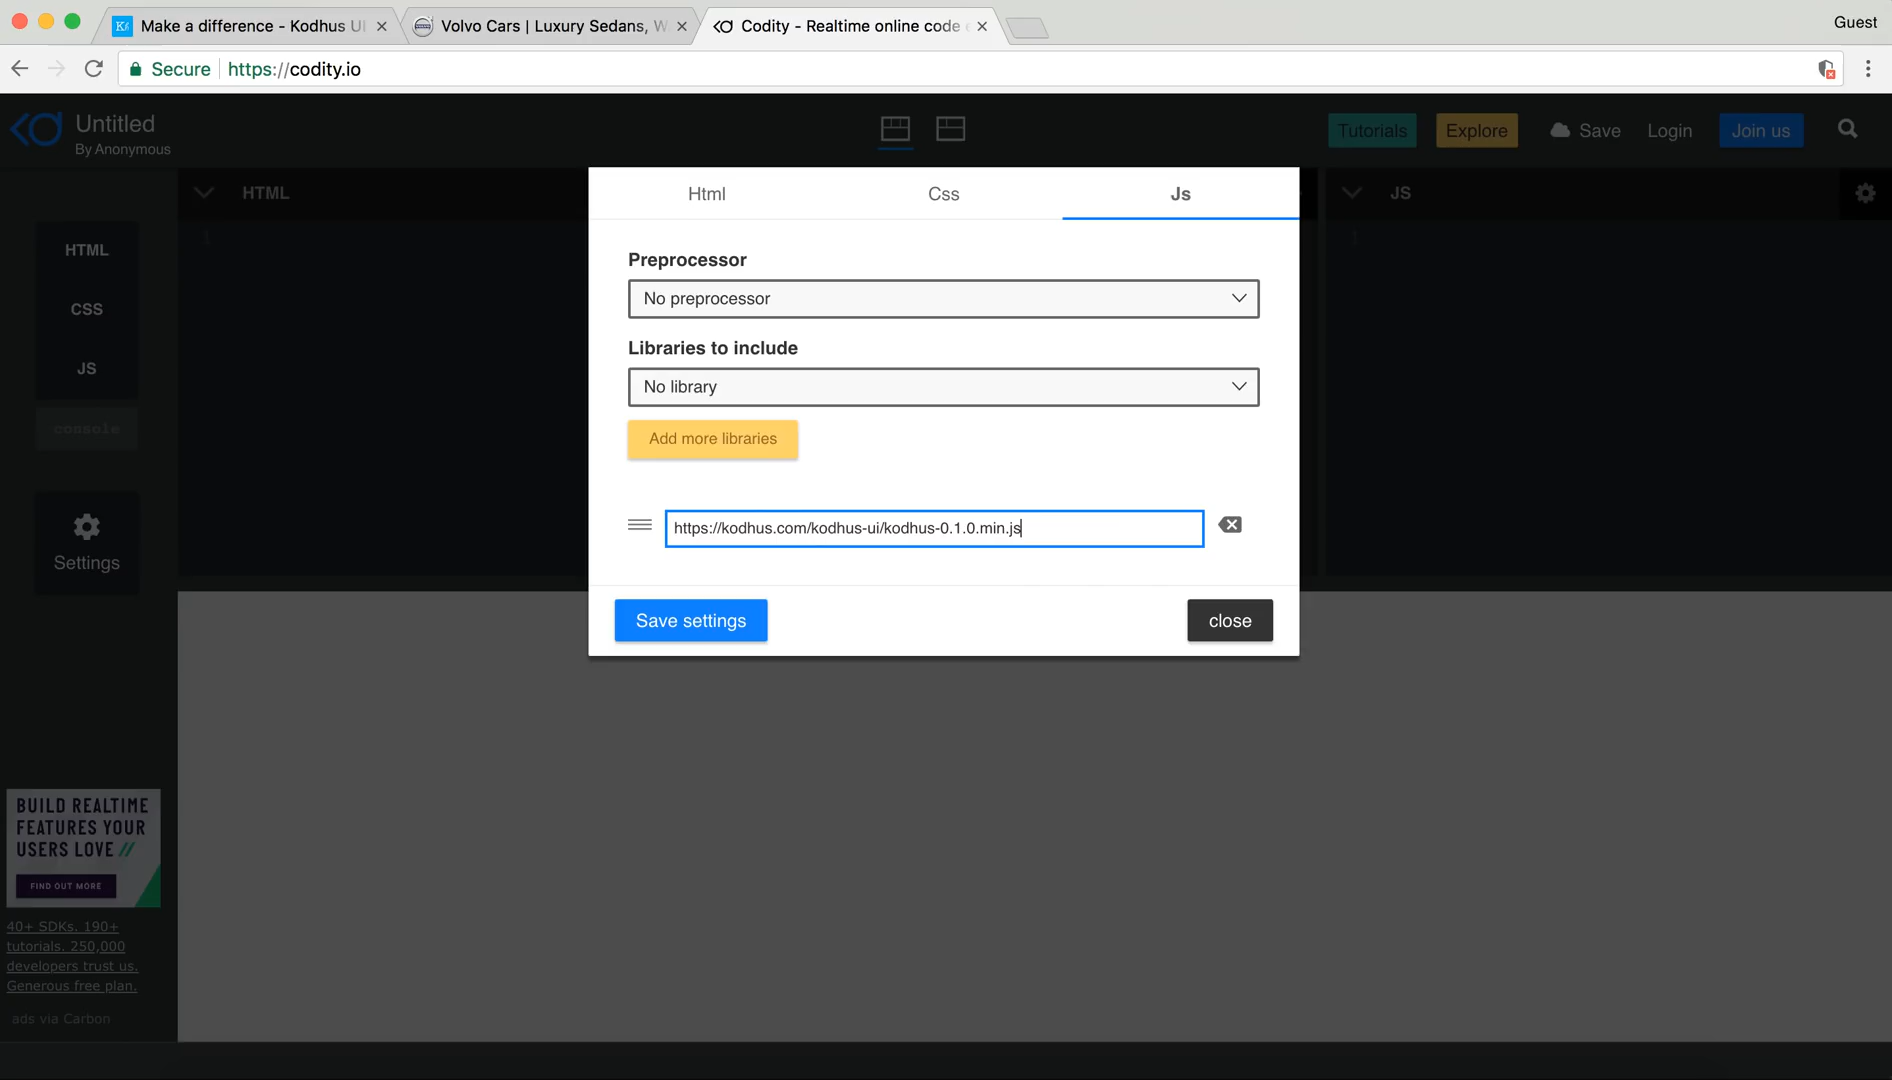 Make a difference - Kodhus UI
Volvo Cars | Luxury Sedans, W
Codity - Realtime online code
Guest
Secure
https://codity.io
Untitled
By Anonymous
Tutorials
Explore
Save
Login
Join us
HTML
JS
1
1
HTML
CSS
JS
console
Settings
Html
Css
Js
Preprocessor
No preprocessor
Libraries to include
No library
Add more libraries
https://kodhus.com/kodhus-ui/kodhus-0.1.0.min.js
Save settings
close
BUILD REALTIME
FEATURES YOUR
USERS LOVE //
FIND OUT MORE
40+ SDKs. 190+
tutorials. 250,000
developers trust us.
Generous free plan.
ads via Carbon